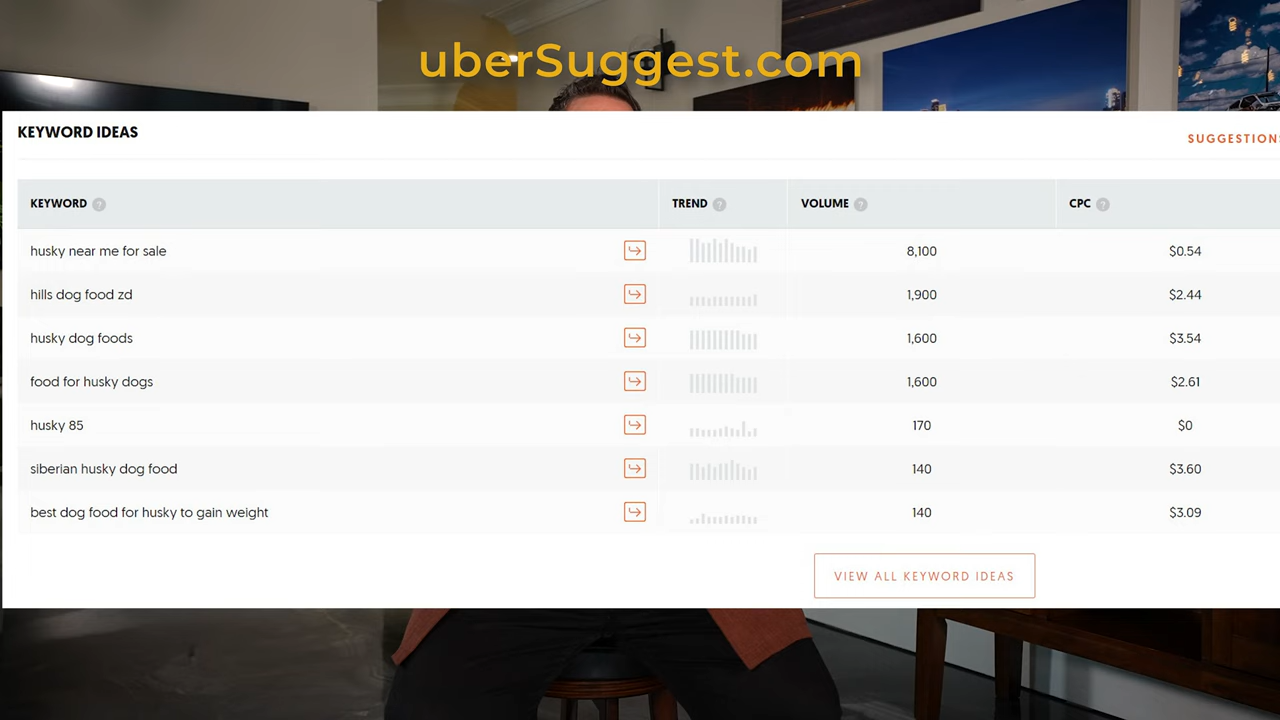 uberSuggest.com
KEYWORD IDEAS
SUGGESTIONS
KEYWORD ? TREND ? VOLUME ? CPC ?
husky near me for sale 8,100 $0.54
hills dog food zd 1,900 $2.44
husky dog foods 1,600 $3.54
food for husky dogs 1,600 $2.61
husky 85 170 $0
siberian husky dog food 140 $3.60
best dog food for husky to gain weight 140 $3.09
VIEW ALL KEYWORD IDEAS